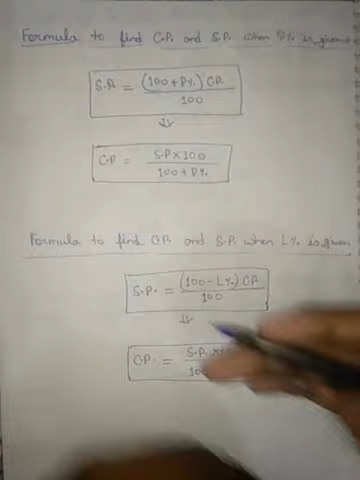 Formula to find C.P. and S.P. when P% is given
S.P. = (100+P%) C.P.
100
⇓
C.P = S.P×100
100+P%
Formula to find C.P. and S.P. when L% is given
S.P. = (100-L%) CP
100
⇓
C.P. = S.P. ×